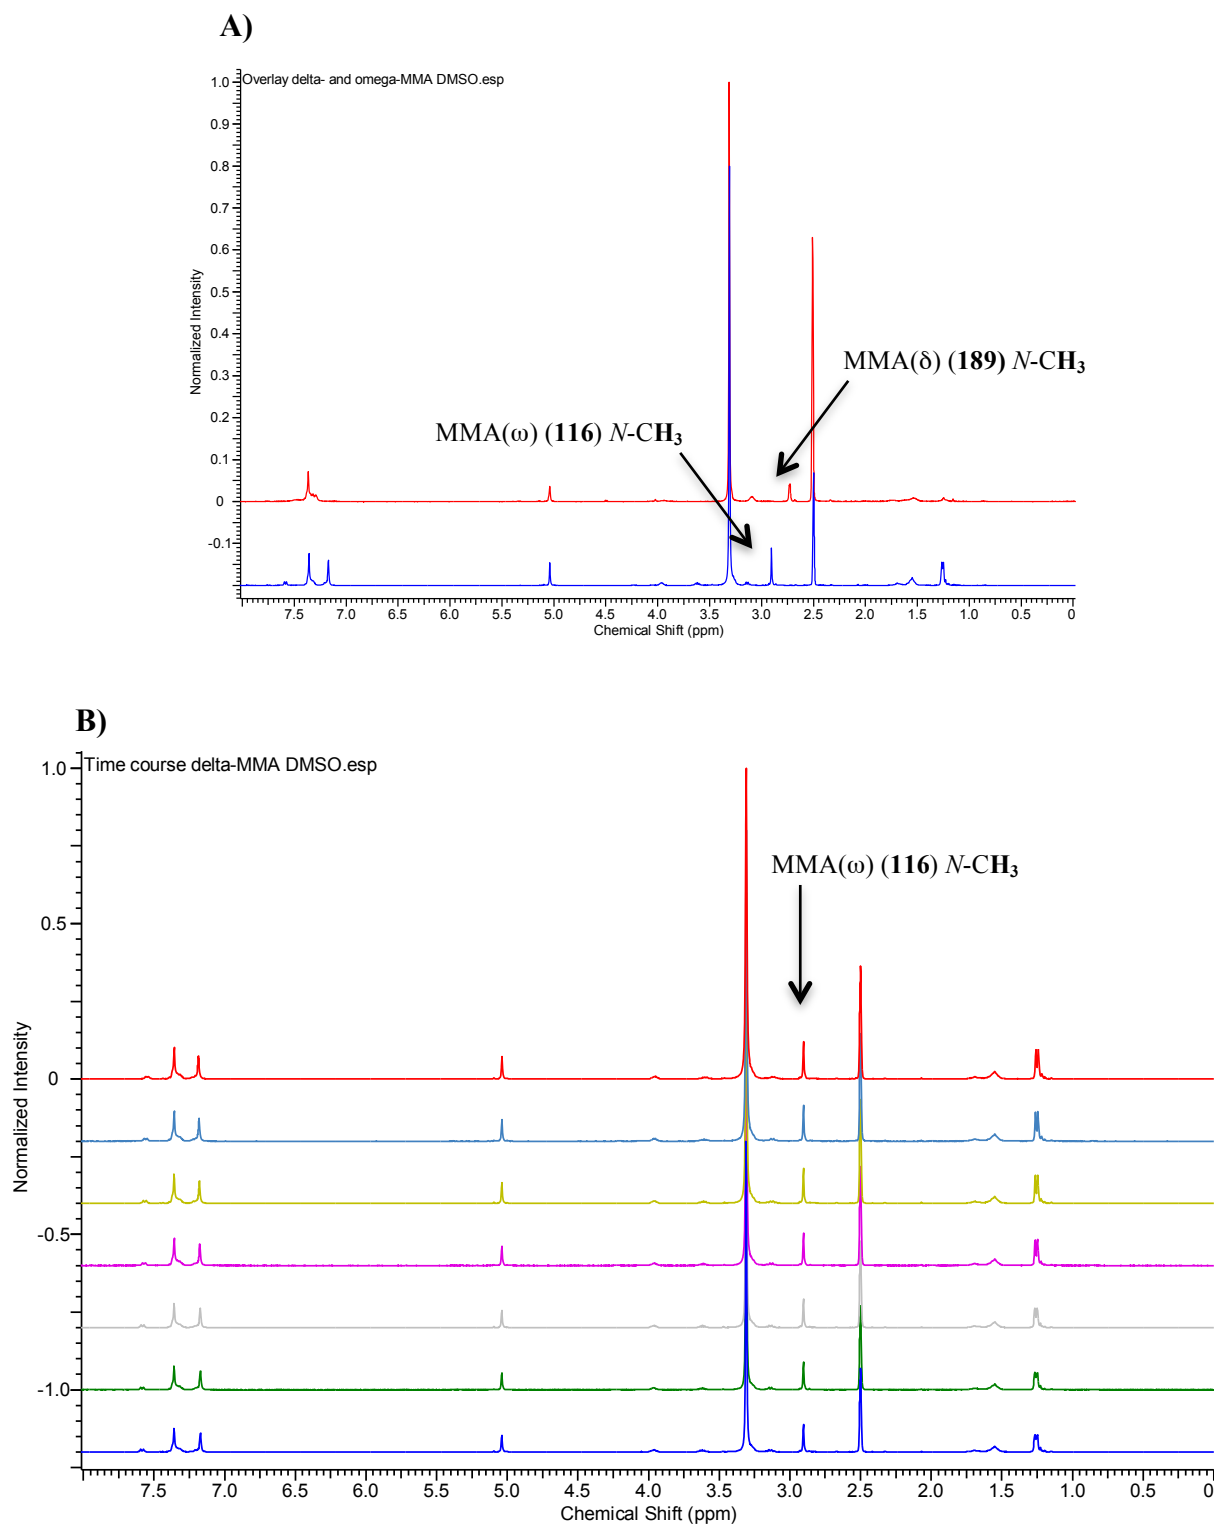 A)
Overlay delta- and omega-MMA DMSO.esp
1.0
0.9
0.8
0.7
0.6
0.5
0.4
0.3
0.2
0.1
0
-0.1
Normalized Intensity
MMA(δ) (189) N-CH₃
MMA(ω) (116) N-CH₃
7.5 7.0 6.5 6.0 5.5 5.0 4.5 4.0 3.5 3.0 2.5 2.0 1.5 1.0 0.5 0
Chemical Shift (ppm)
B)
Time course delta-MMA DMSO.esp
1.0
0.5
0
-0.5
-1.0
Normalized Intensity
MMA(ω) (116) N-CH₃
7.5 7.0 6.5 6.0 5.5 5.0 4.5 4.0 3.5 3.0 2.5 2.0 1.5 1.0 0.5 0
Chemical Shift (ppm)